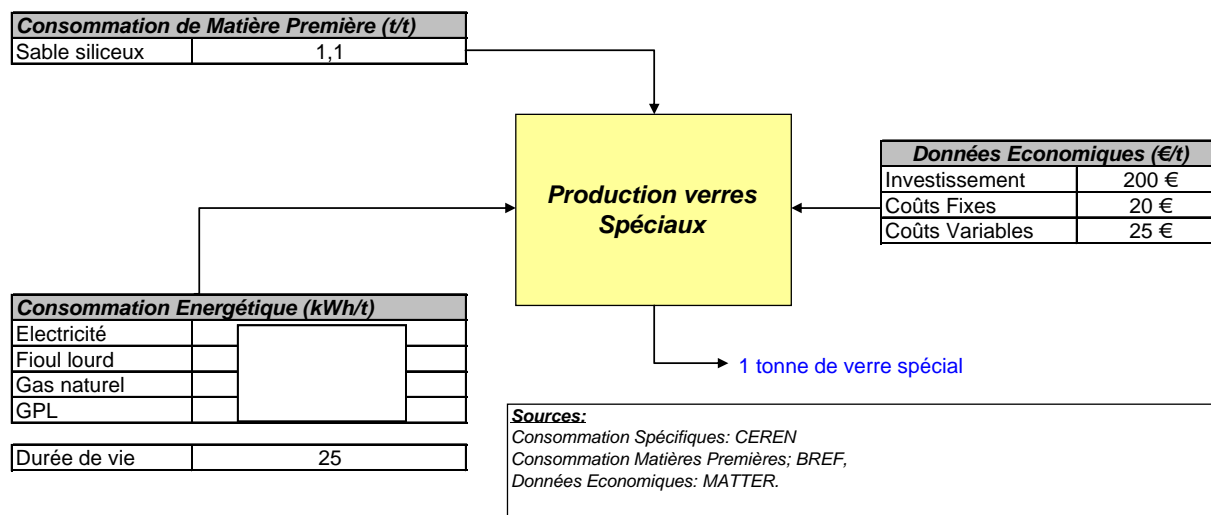 Consommation de Matière Première (t/t)
Sable siliceux 1,1
Production verres
Spéciaux
Données Economiques (€/t)
Investissement 200 €
Coûts Fixes 20 €
Coûts Variables 25 €
Consommation Energétique (kWh/t)
Electricité
Fioul lourd
Gas naturel
GPL
1 tonne de verre spécial
Durée de vie 25
Sources:
Consommation Spécifiques: CEREN
Consommation Matières Premières; BREF,
Données Economiques: MATTER.